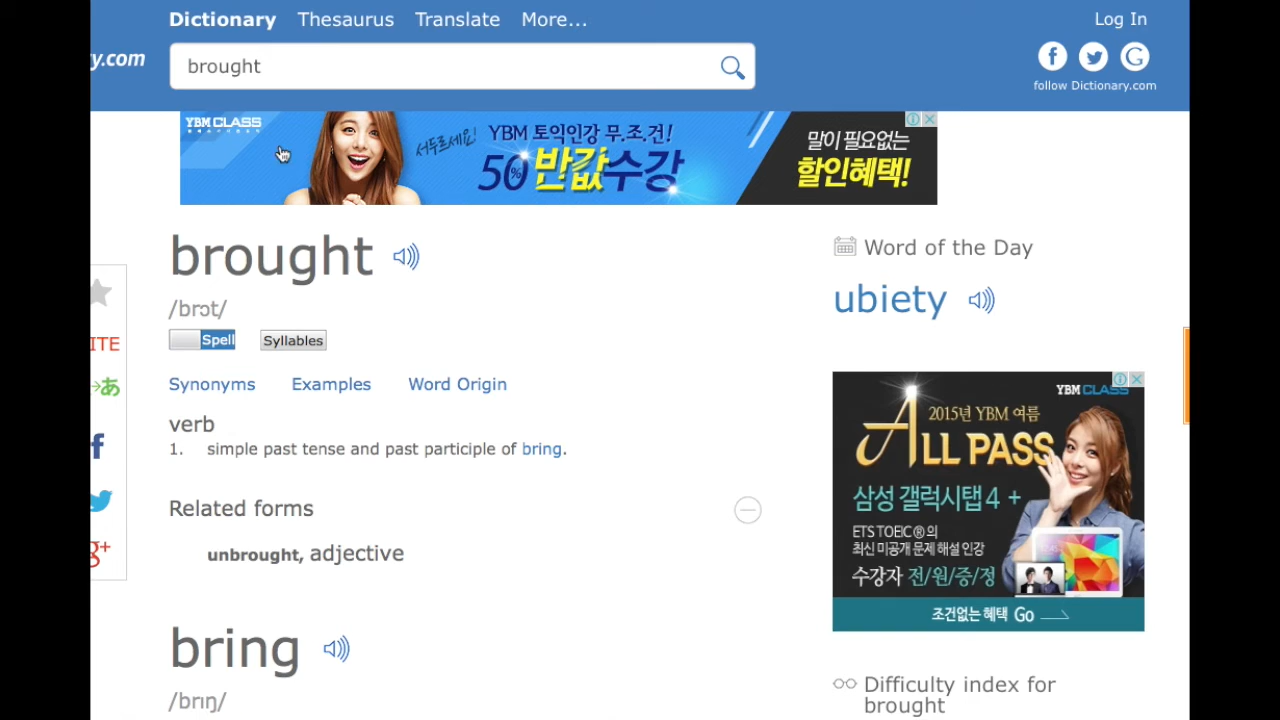 Dictionary Thesaurus Translate More... Log In
y.com
brought
follow Dictionary.com
YBM CLASS
서두르세요!
YBM 토익인강 무.조.건!
50% 반값수강
말이 필요없는
할인혜택!
brought
/brɔt/
Spell Syllables
Synonyms Examples Word Origin
verb
1. simple past tense and past participle of bring.
Related forms
unbrought, adjective
bring
/brɪŋ/
ITE
あ
f
g+
Word of the Day
ubiety
YBM CLASS
2015년 YBM 여름
ALL PASS
삼성 갤럭시탭4 +
ETS TOEIC®의
최신 미공개 문제 해설 인강
수강자 전/원/증/정
조건없는 혜택 Go
Difficulty index for
brought